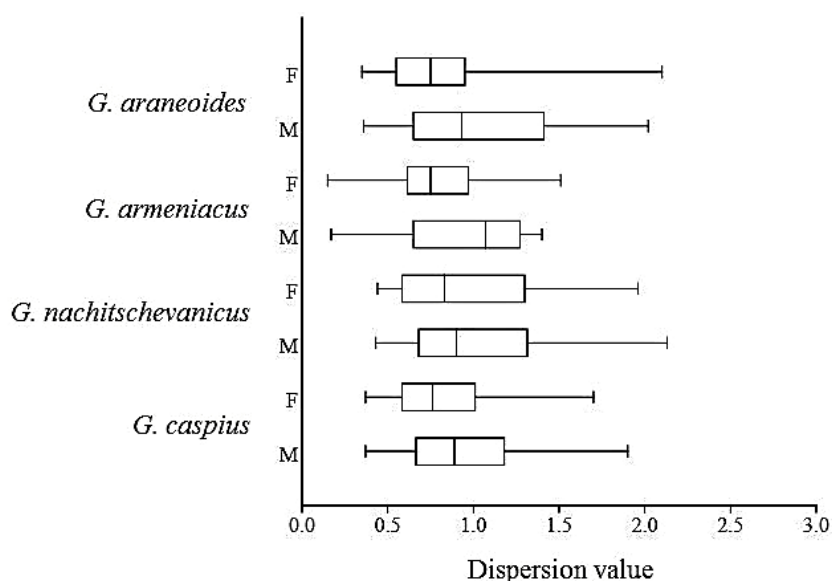 F
G. araneoides
M
F
G. armeniacus
M
F
G. nachitschevanicus
M
F
G. caspius
M
0.0 0.5 1.0 1.5 2.0 2.5 3.0
Dispersion value